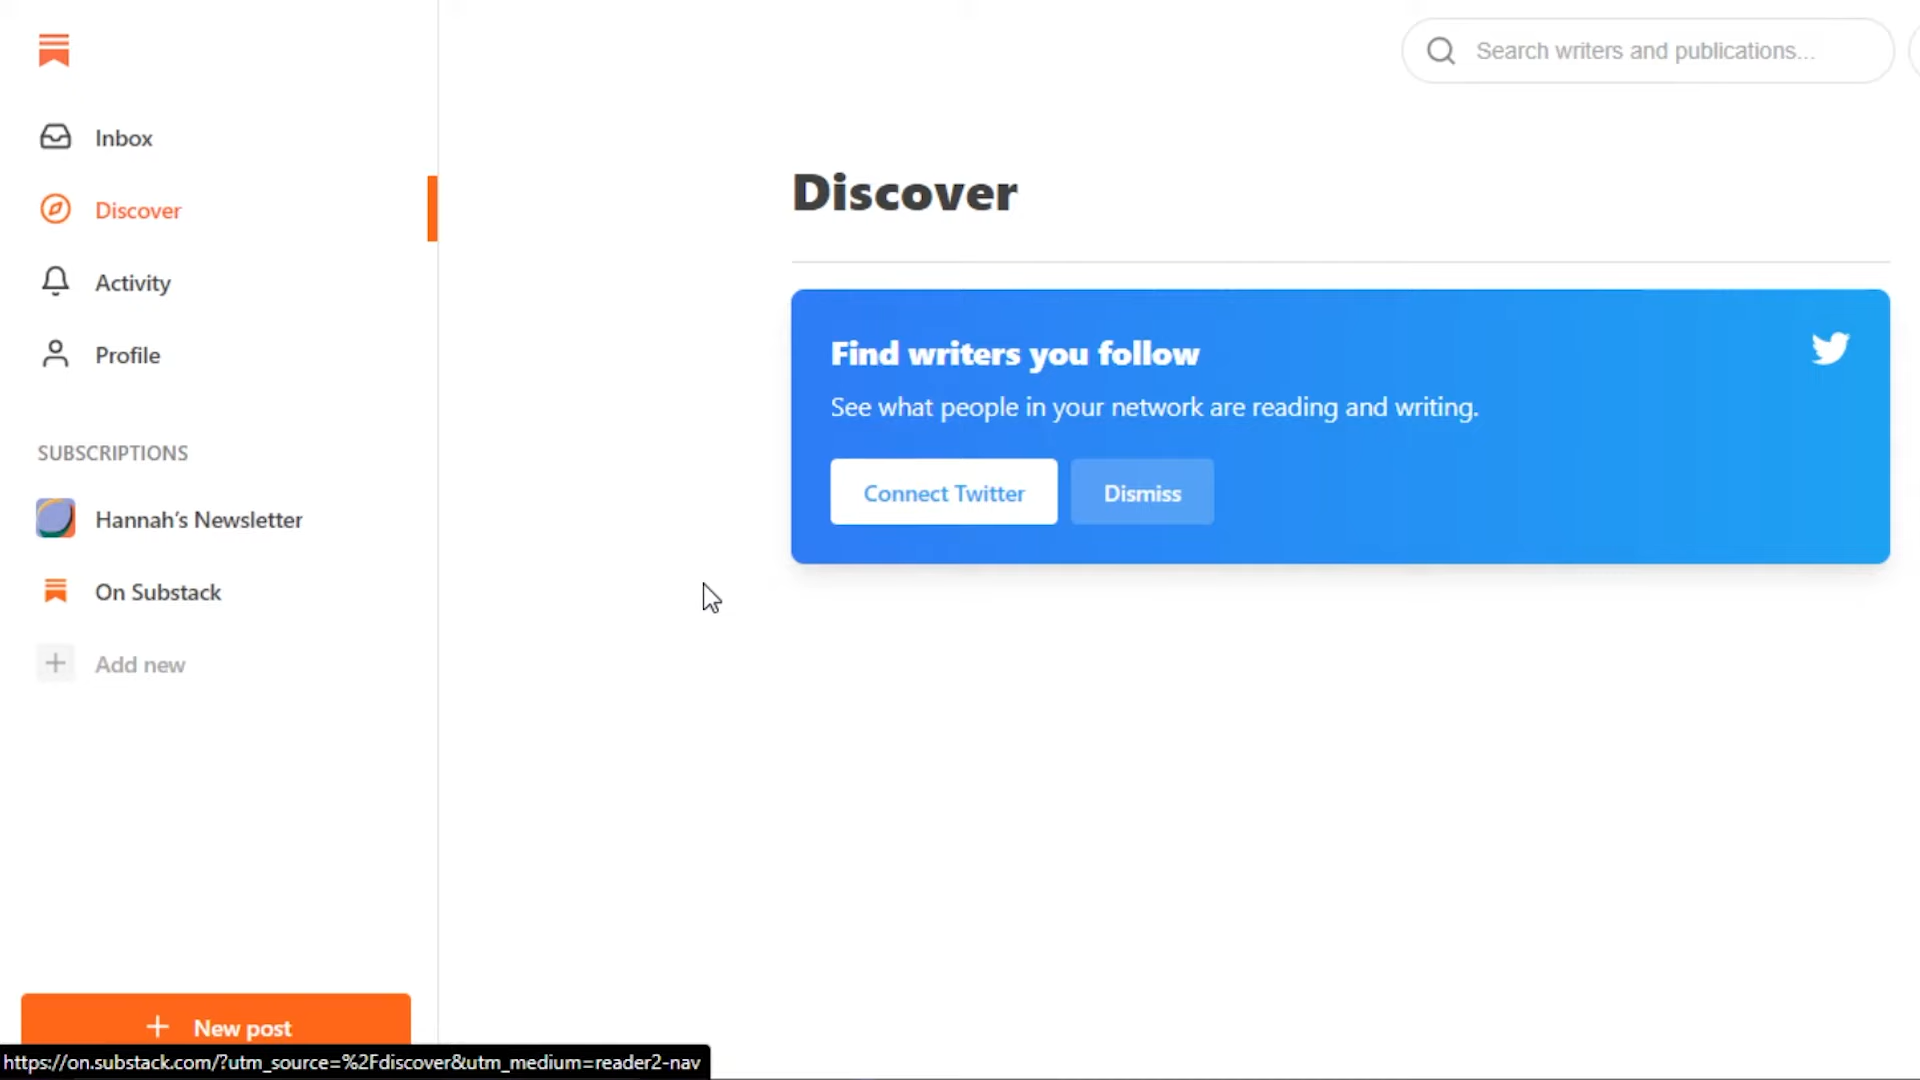 Search writers and publications...
Inbox
Discover
Activity
Profile
SUBSCRIPTIONS
Hannah's Newsletter
On Substack
Add new
New post
Discover
Find writers you follow
See what people in your network are reading and writing.
Connect Twitter
Dismiss
https://on.substack.com/?utm_source=%2Fdiscover&utm_medium=reader2-nav